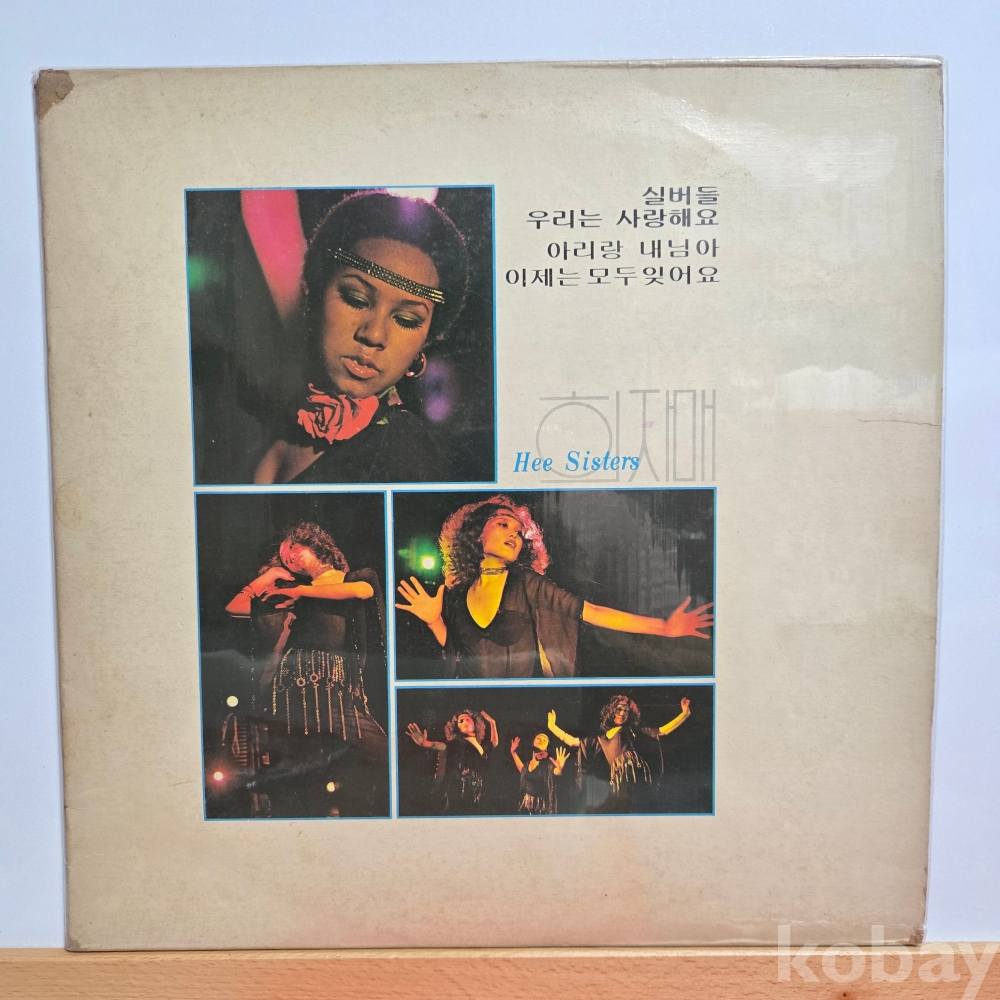 실버들
우리는 사랑해요
아리랑 내님아
이제는 모두잊어요
희자매
Hee Sisters
kobay